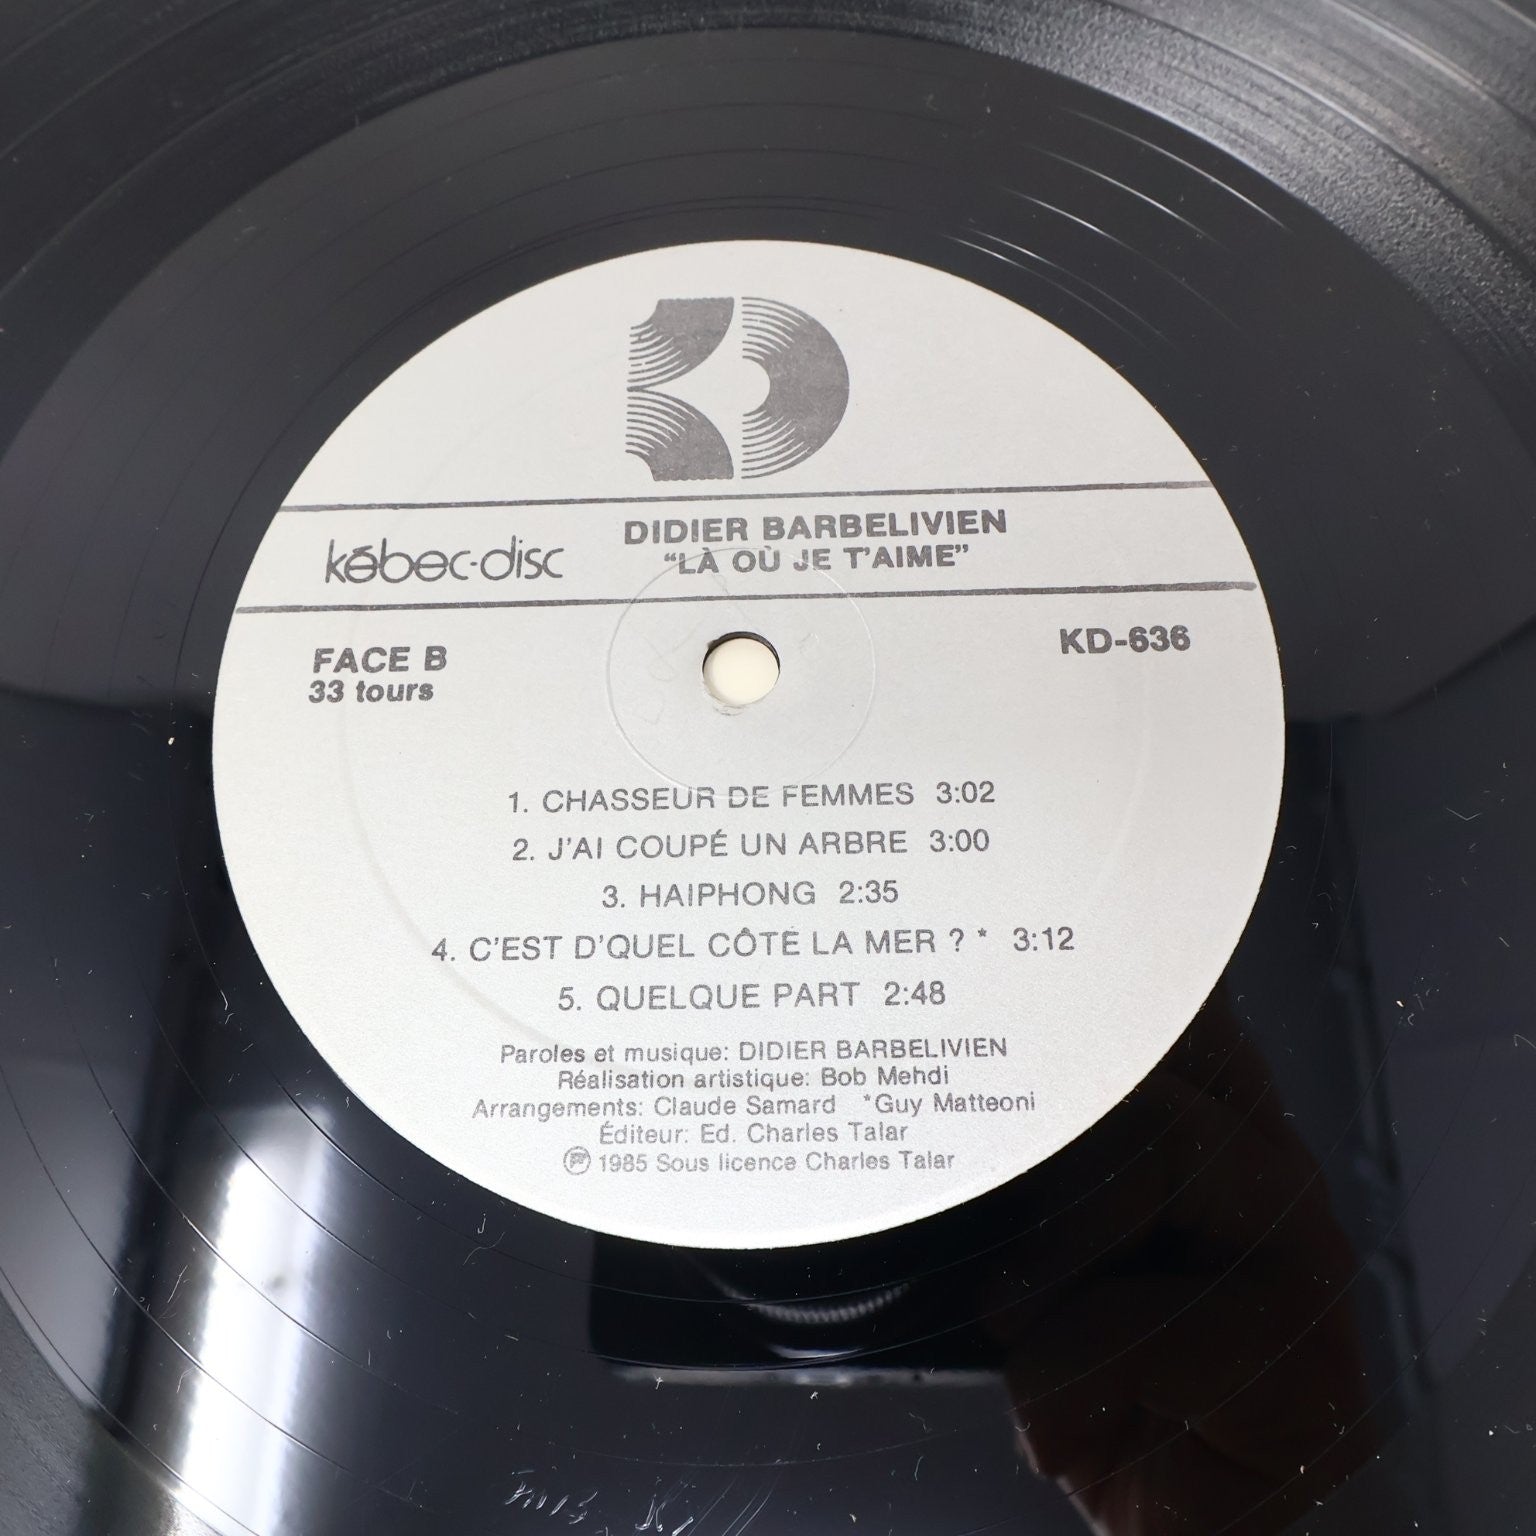 kébec-disc
DIDIER BARBELIVIEN
“LÀ OÙ JE T’AIME”
FACE B
33 tours
KD-636
1. CHASSEUR DE FEMMES 3:02
2. J’AI COUPÉ UN ARBRE 3:00
3. HAIPHONG 2:35
4. C’EST D’QUEL CÔTÉ LA MER ? * 3:12
5. QUELQUE PART 2:48
Paroles et musique: DIDIER BARBELIVIEN
Réalisation artistique: Bob Mehdi
Arrangements: Claude Samard *Guy Matteoni
Éditeur: Ed. Charles Talar
℗ 1985 Sous licence Charles Talar